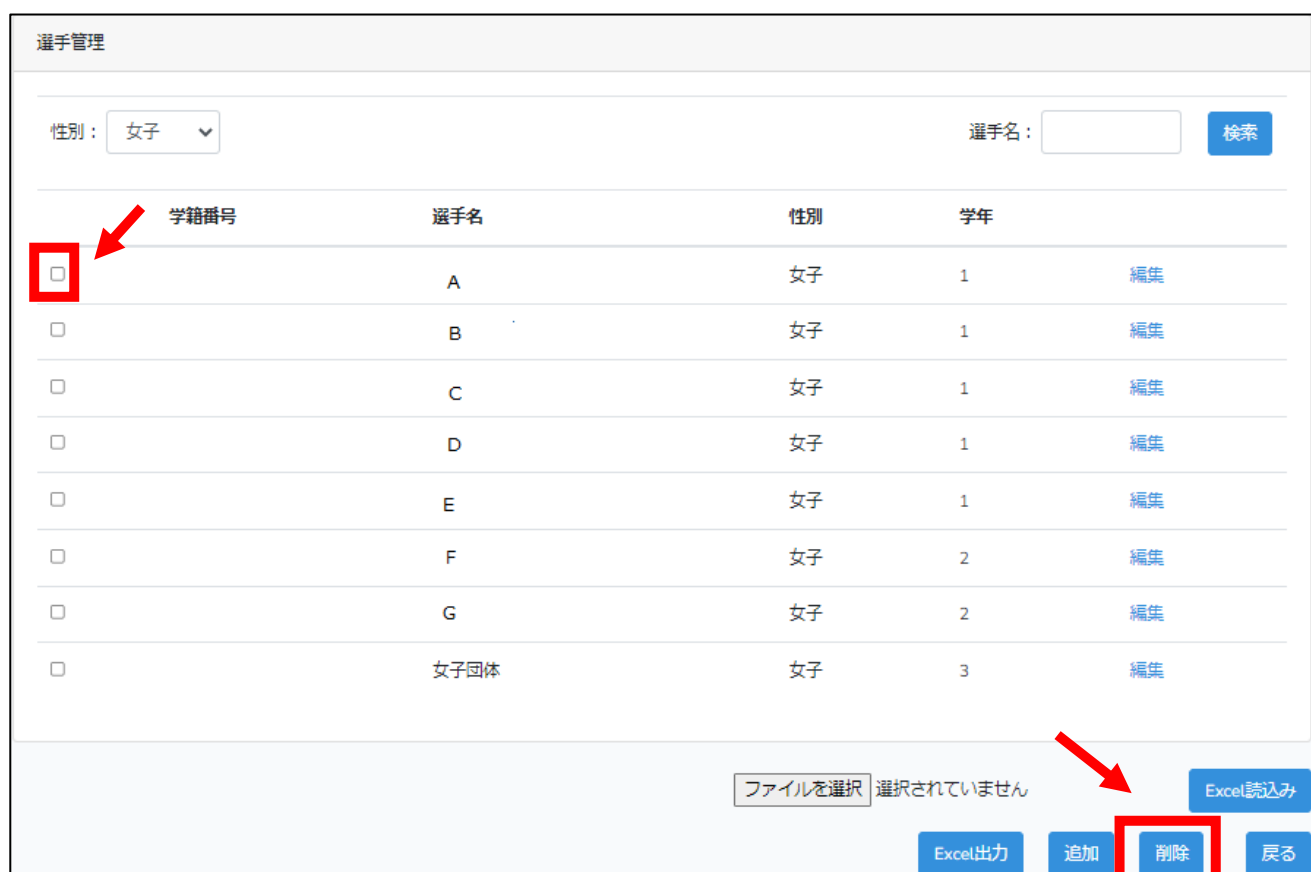 選手管理
性別： 女子 選手名： 検索
学籍番号 選手名 性別 学年
A 女子 1 編集
B 女子 1 編集
C 女子 1 編集
D 女子 1 編集
E 女子 1 編集
F 女子 2 編集
G 女子 2 編集
女子団体 女子 3 編集
ファイルを選択 選択されていません Excel読込み
Excel出力 追加 削除 戻る